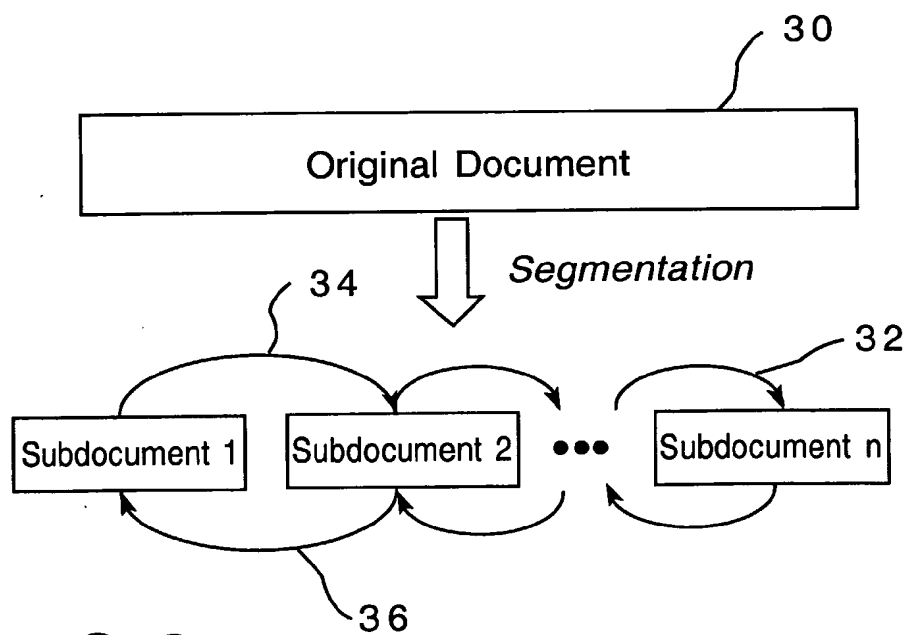 30
Original Document
Segmentation
34
32
Subdocument 1
Subdocument 2
●●●
Subdocument n
36